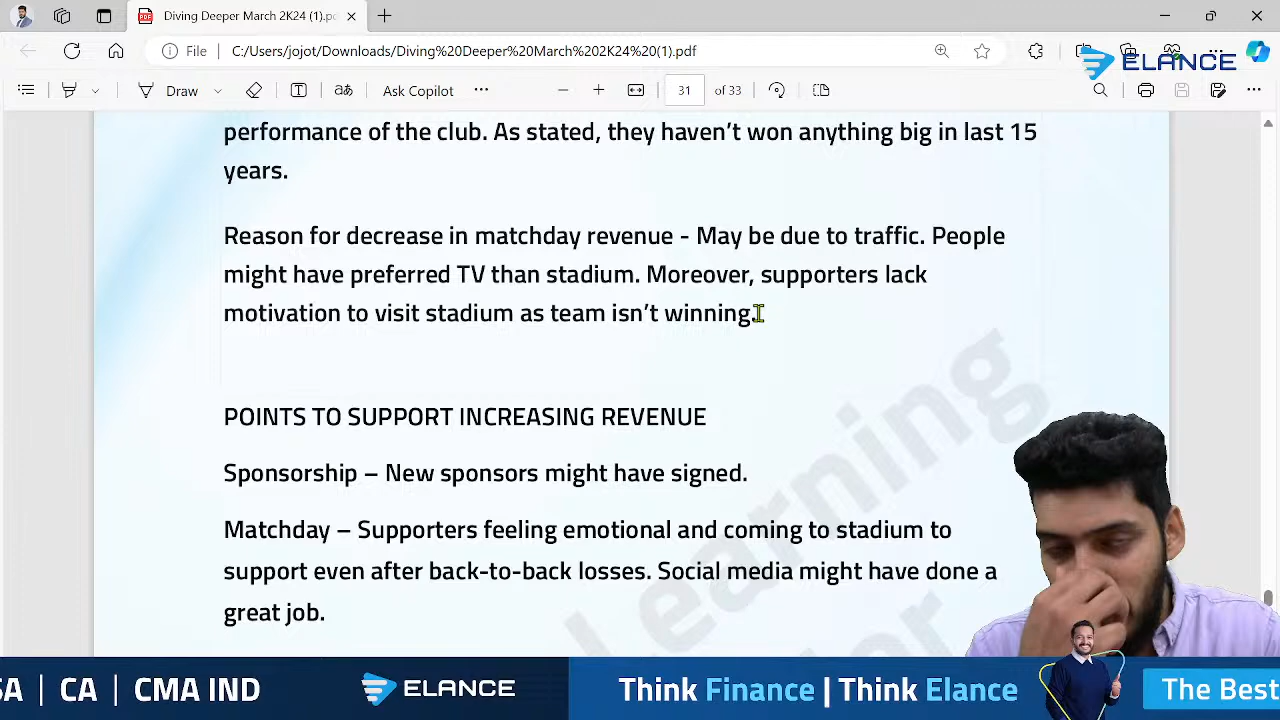 Diving Deeper March 2K24 (1).pd
File
C:/Users/jojot/Downloads/Diving%20Deeper%20March%202K24%20(1).pdf
ELANCE
Draw
Ask Copilot
31
of 33
performance of the club. As stated, they haven't won anything big in last 15
years.
Reason for decrease in matchday revenue - May be due to traffic. People
might have preferred TV than stadium. Moreover, supporters lack
motivation to visit stadium as team isn't winning.
POINTS TO SUPPORT INCREASING REVENUE
Sponsorship – New sponsors might have signed.
Matchday – Supporters feeling emotional and coming to stadium to
support even after back-to-back losses. Social media might have done a
great job.
Learning
SA | CA | CMA IND
ELANCE
Think Finance | Think Elance
The Best